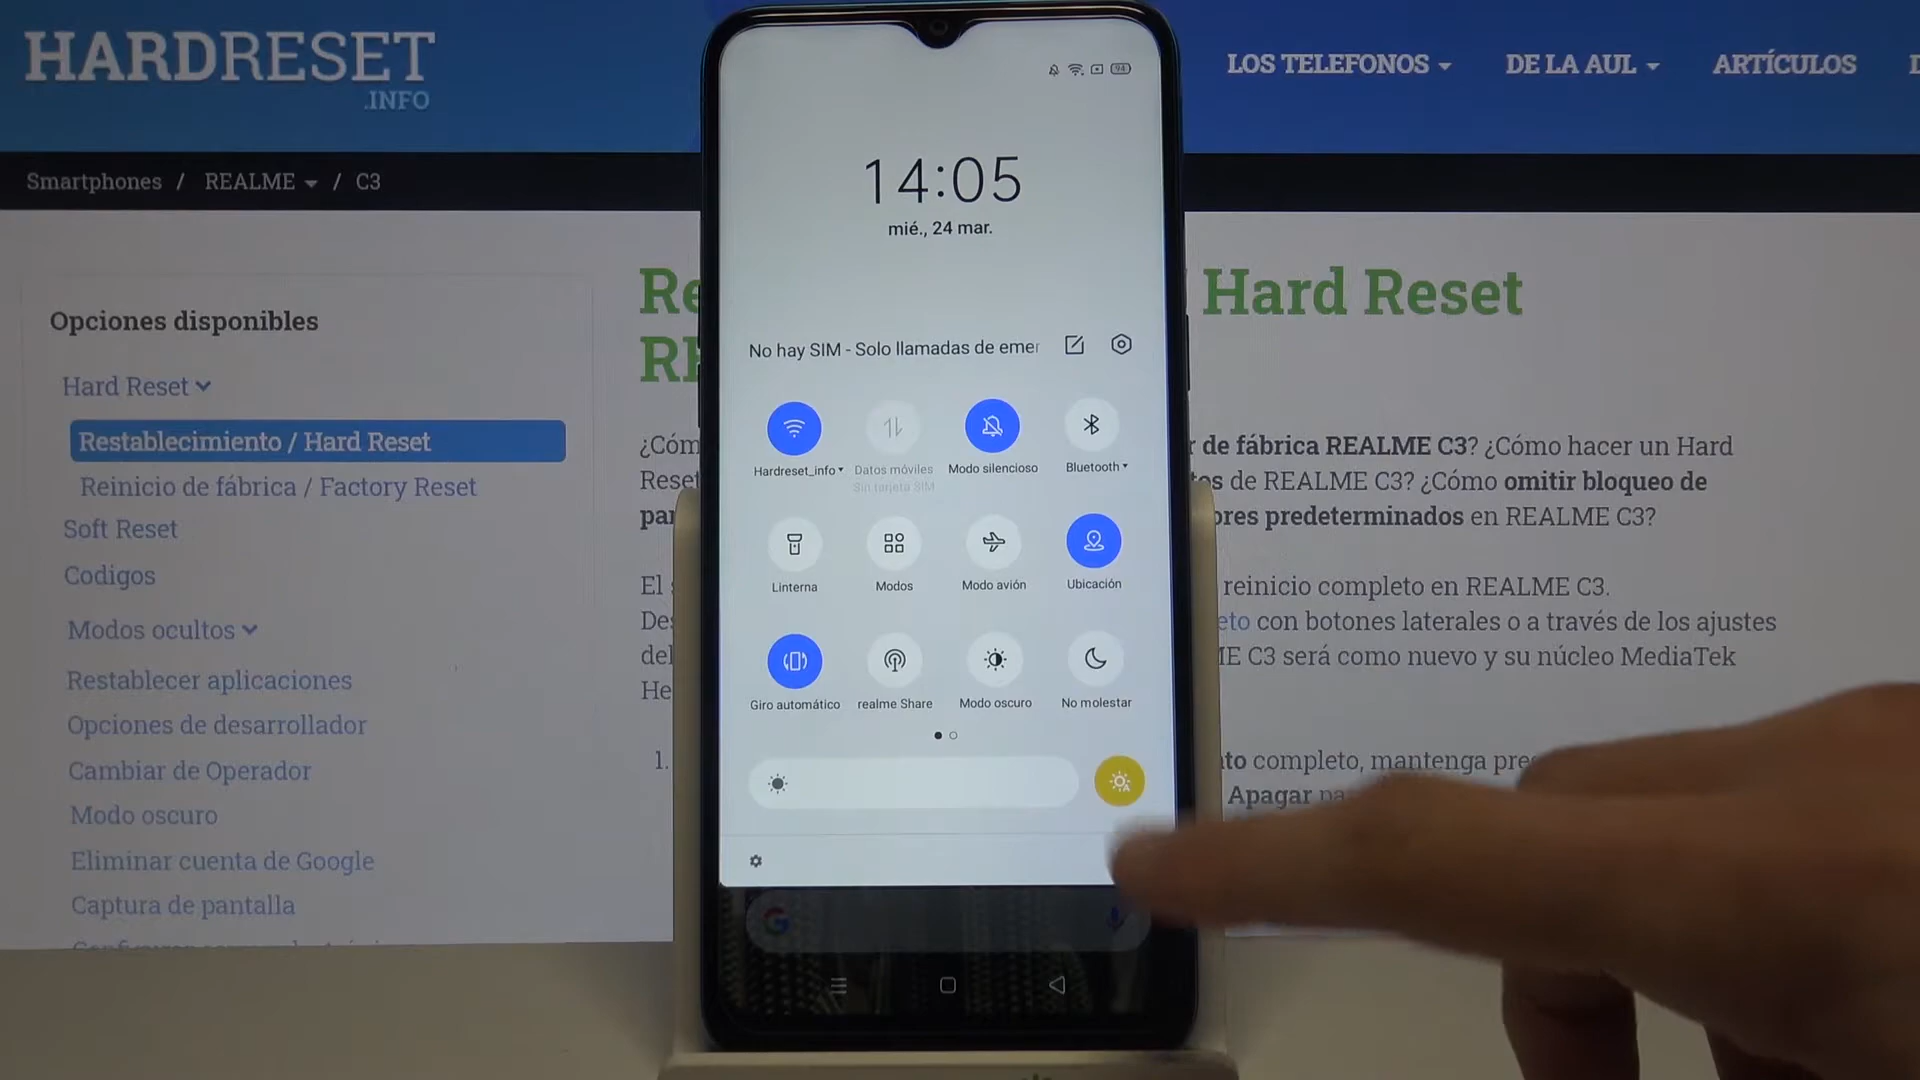 HARDRESET
.INFO
LOS TELEFONOS
DE LA AUL
ARTÍCULOS
Smartphones / REALME / C3
Opciones disponibles
Hard Reset
Restablecimiento / Hard Reset
Reinicio de fábrica / Factory Reset
Soft Reset
Codigos
Modos ocultos
Restablecer aplicaciones
Opciones de desarrollador
Cambiar de Operador
Modo oscuro
Eliminar cuenta de Google
Captura de pantalla
94
14:05
mié., 24 mar.
No hay SIM - Solo llamadas de emer
Hardreset_info
Datos móviles
Sin tarjeta SIM
Modo silencioso
Bluetooth
Linterna
Modos
Modo avión
Ubicación
Giro automático
realme Share
Modo oscuro
No molestar
Hard Reset
de fábrica REALME C3? ¿Cómo hacer un Hard
Reset
de REALME C3? ¿Cómo omitir bloqueo de
predeterminados en REALME C3?
El
reinicio completo en REALME C3.
con botones laterales o a través de los ajustes
C3 será como nuevo y su núcleo MediaTek
He
1.
completo, mantenga
Apagar